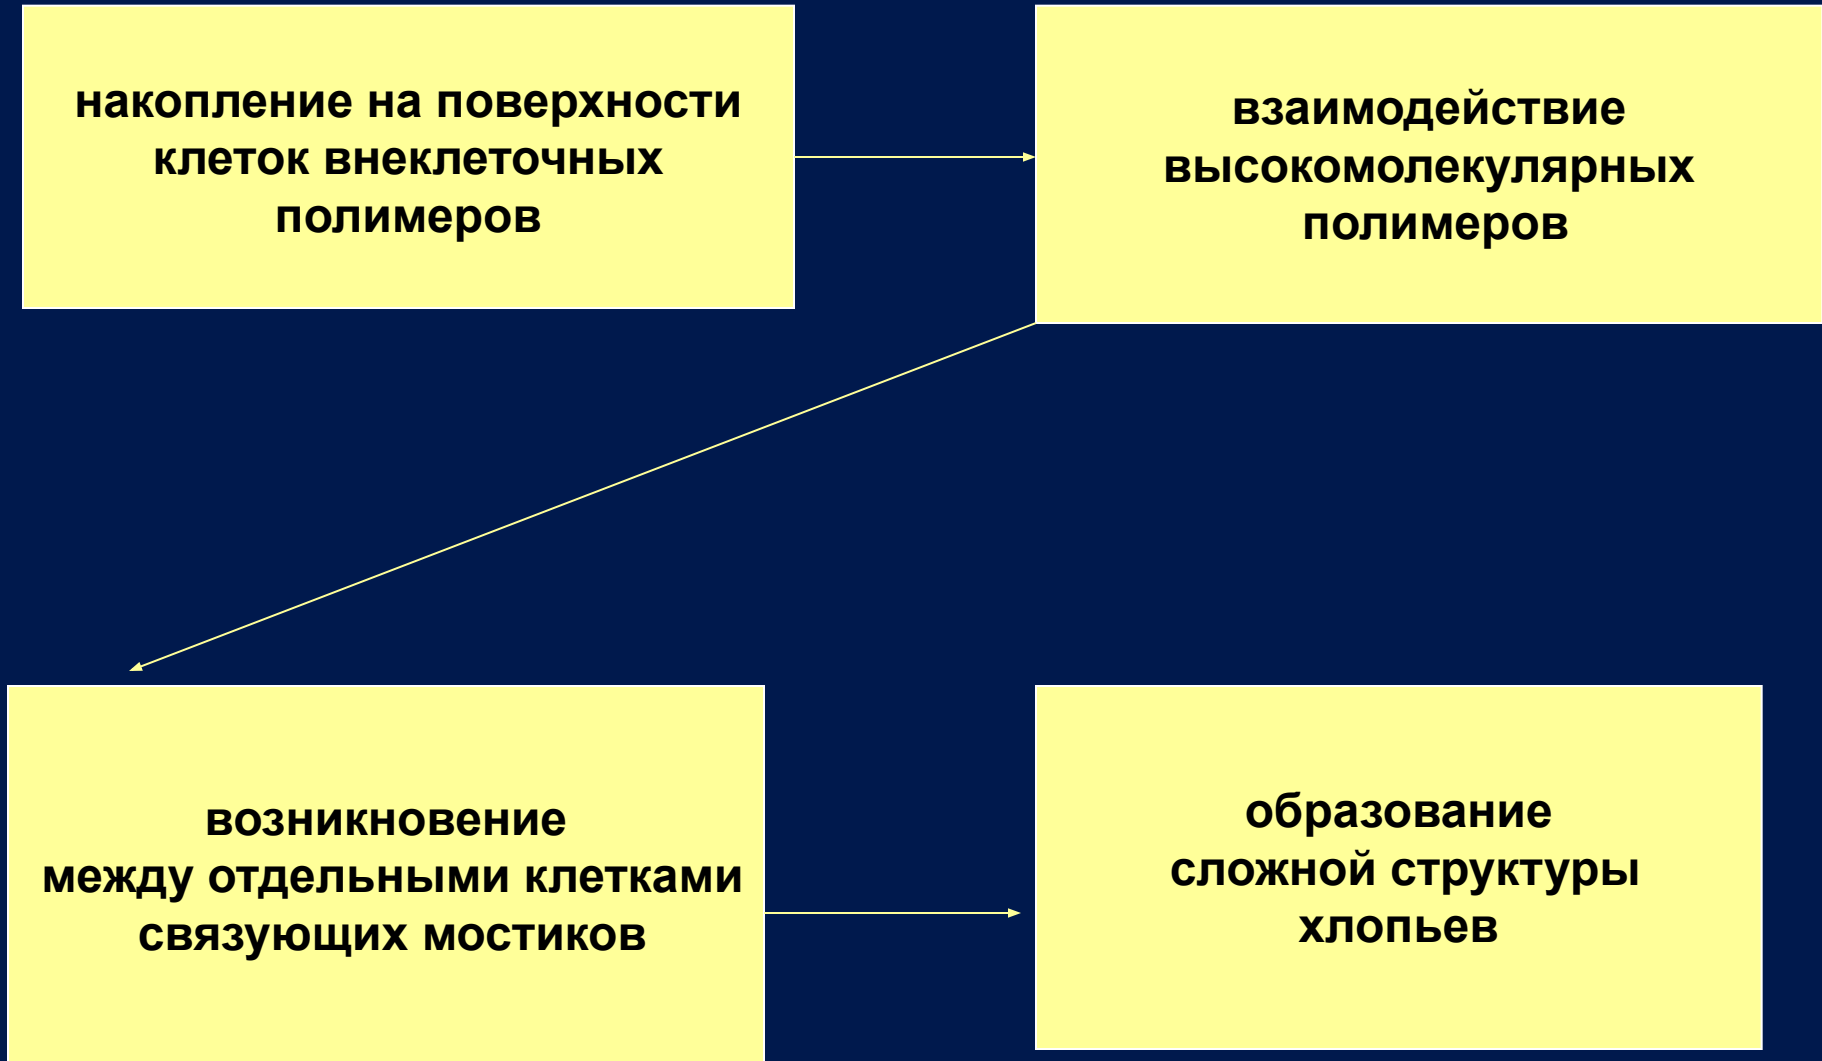 накопление на поверхности
клеток внеклеточных
полимеров
взаимодействие
высокомолекулярных
полимеров
возникновение
между отдельными клетками
связующих мостиков
образование
сложной структуры
хлопьев